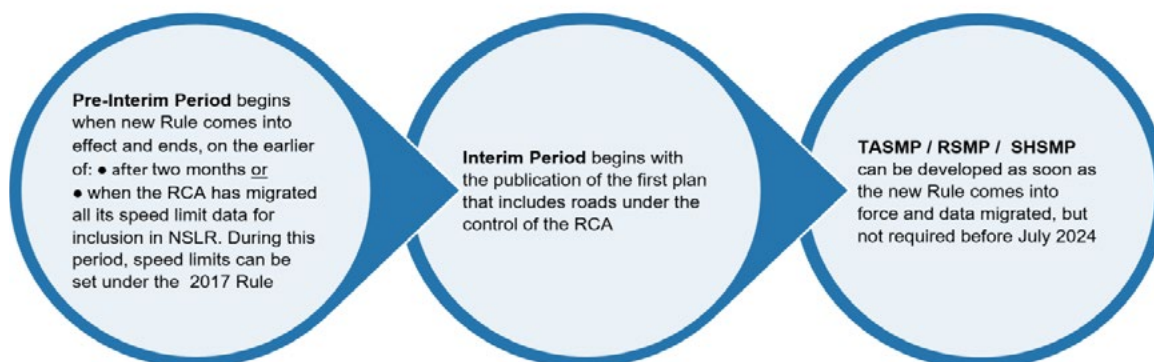 Pre-Interim Period begins
when new Rule comes into
effect and ends, on the earlier
of: ● after two months or
● when the RCA has migrated
all its speed limit data for
inclusion in NSLR. During this
period, speed limits can be
set under the 2017 Rule
Interim Period begins with
the publication of the first plan
that includes roads under the
control of the RCA
TASMP / RSMP / SHSMP
can be developed as soon as
the new Rule comes into
force and data migrated, but
not required before July 2024